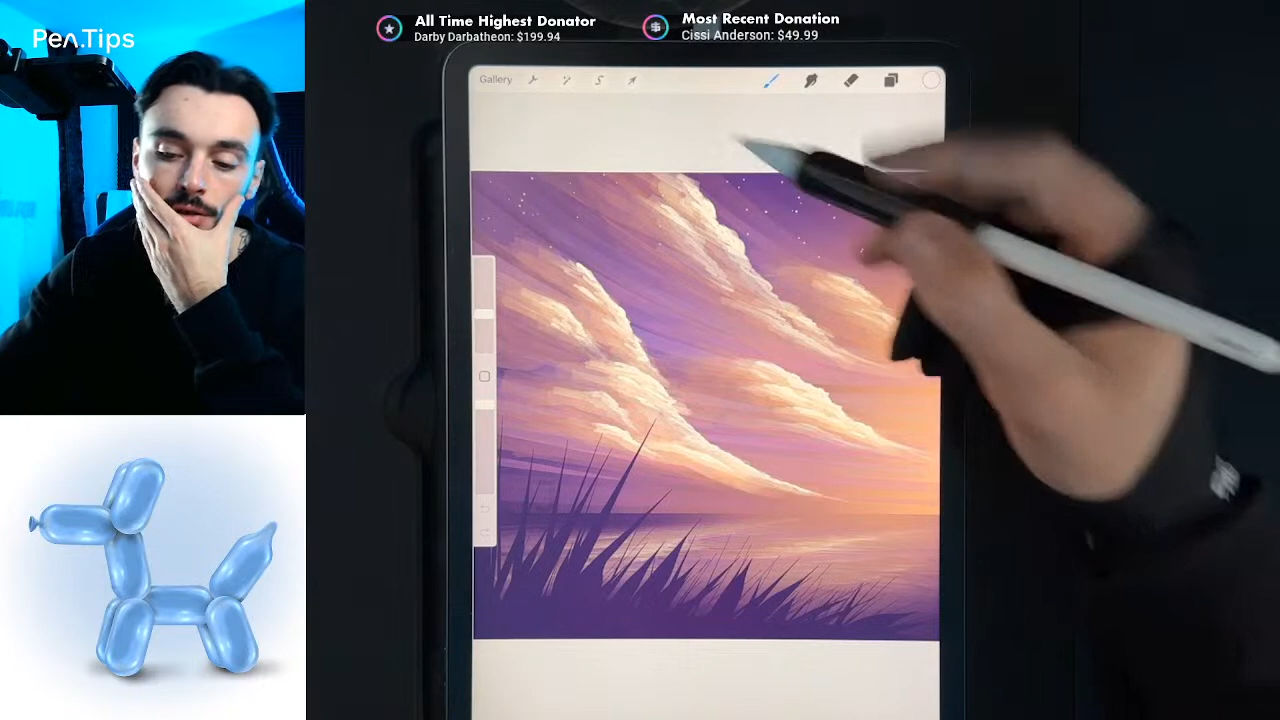 Pen.Tips
All Time Highest Donator
Darby Darbatheon: $199.94
Most Recent Donation
Cissi Anderson: $49.99
Gallery